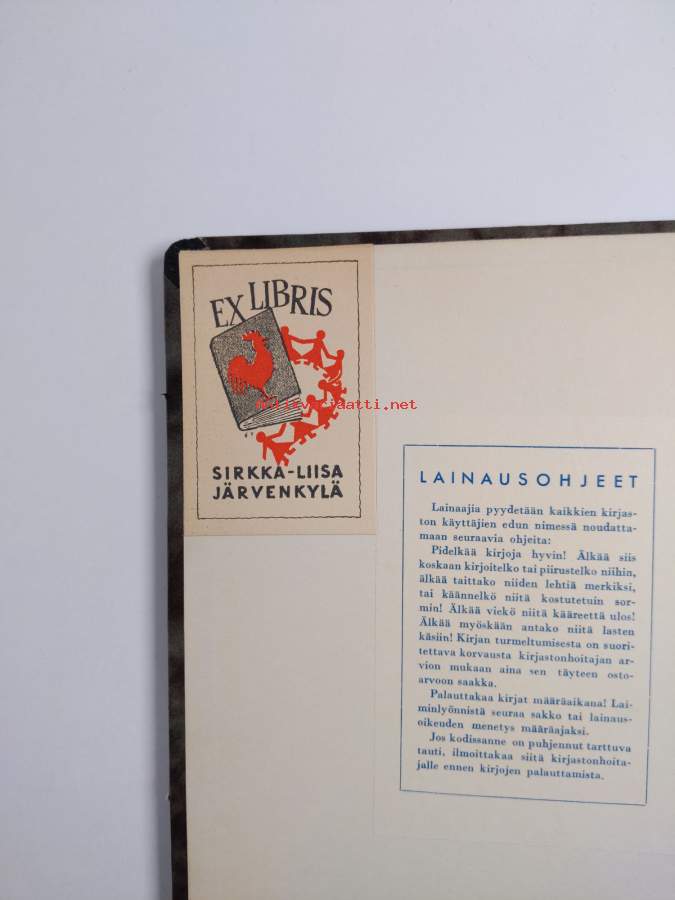 EX LIBRIS
SIRKKA-LIISA
JÄRVENKYLÄ
LAINAUSOHJEET
Lainaajia pyydetään kaikkien kirjas-
ton käyttäjien edun nimessä noudatta-
maan seuraavia ohjeita:
Pidelkää kirjoja hyvin! Älkää siis
koskaan kirjoitelko tai piirustelko niihin,
älkää taittako niiden lehtiä merkiksi,
tai käännelkö niitä kostutetuin sor-
min! Älkää viekö niitä kääreettä ulos!
Älkää myöskään antako niitä lasten
käsiin! Kirjan turmeltumisesta on suori-
tettava korvausta kirjastonhoitajan ar-
vion mukaan aina sen täyteen osto-
arvoon saakka.
Palauttakaa kirjat määräaikana! Lai-
minlyönnistä seuraa sakko tai lainaus-
oikeuden menetys määräajaksi.
Jos kodissanne on puhjennut tarttuva
tauti, ilmoittakaa siitä kirjastonhoita-
jalle ennen kirjojen palauttamista.